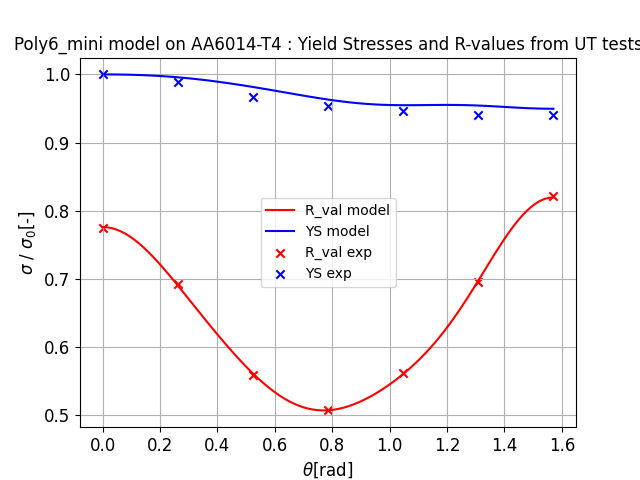 Poly6_mini model on AA6014-T4 : Yield Stresses and R-values from UT tests
1.0
0.9
0.8
0.7
0.6
0.5
σ / σ₀[-]
R_val model
YS model
R_val exp
YS exp
0.0 0.2 0.4 0.6 0.8 1.0 1.2 1.4 1.6
θ[rad]